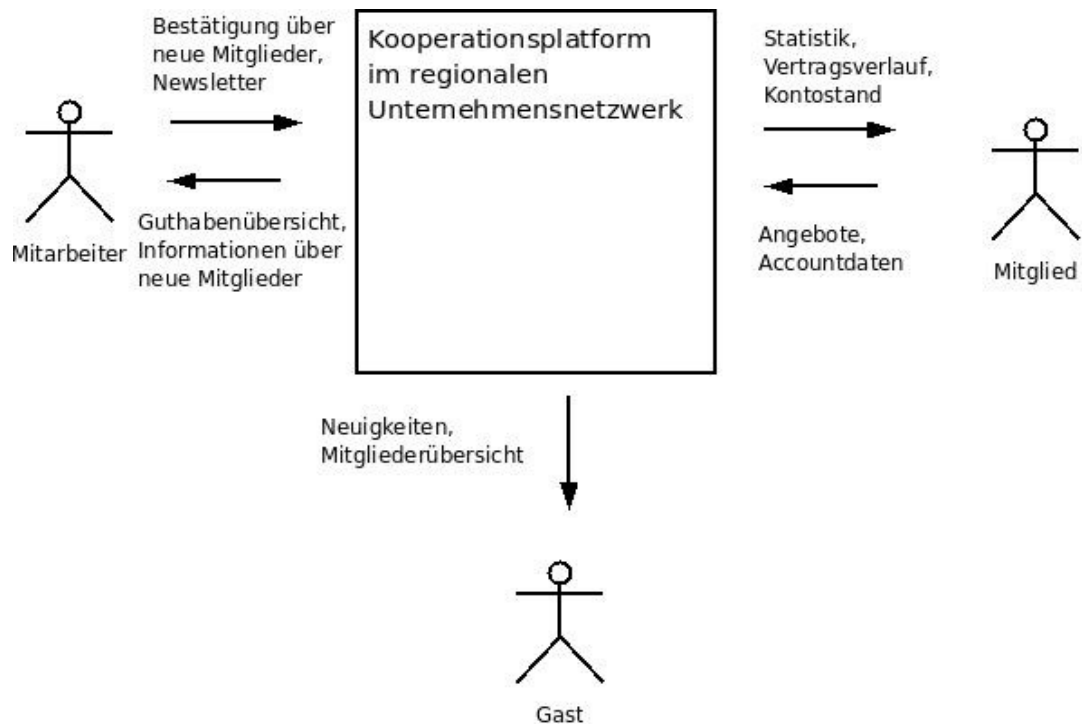 Bestätigung über
neue Mitglieder,
Newsletter
Kooperationsplatform
im regionalen
Unternehmensnetzwerk
Statistik,
Vertragsverlauf,
Kontostand
Mitarbeiter
Guthabenübersicht,
Informationen über
neue Mitglieder
Angebote,
Accountdaten
Mitglied
Neuigkeiten,
Mitgliederübersicht
Gast